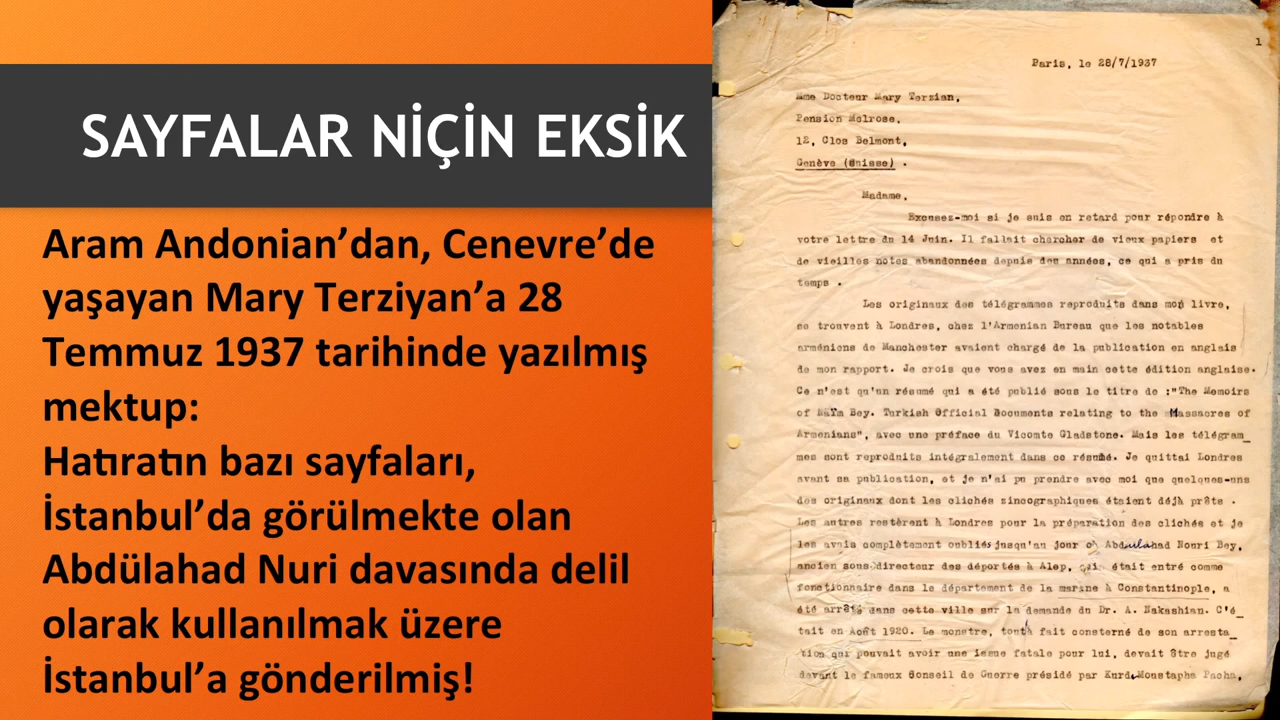 SAYFALAR NİÇİN EKSİK
Aram Andonian’dan, Cenevre’de
yaşayan Mary Terziyan’a 28
Temmuz 1937 tarihinde yazılmış
mektup:
Hatıratın bazı sayfaları,
İstanbul’da görülmekte olan
Abdülahad Nuri davasında delil
olarak kullanılmak üzere
İstanbul’a gönderilmiş!
1
Paris, le 28/7/1937
Mme Docteur Mary Terzian,
Pension Melrose,
12, Clos Belmont,
Genève (Suisse) .
Madame,
Excusez-moi si je suis en retard pour répondre à
votre lettre du 14 Juin. Il fallait chercher de vieux papiers et
de vieilles notes abandonnées depuis des années, ce qui a pris du
temps .
Les originaux des télégrammes reproduits dans mon livre,
se trouvent à Londres, chez l'Armenian Bureau que les notables
arméniens de Manchester avaient chargé de la publication en anglais
de mon rapport. Je crois que vous avez en main cette édition anglaise.
Ce n'est qu'un résumé qui a été publié sous le titre de :"The Memoirs
of Naïm Bey. Turkish Official Documents relating to the Massacres of
Armenians", avec une préface du Vicomte Gladstone. Mais les télégram_
mes sont reproduits intégralement dans ce résumé. Je quittai Londres
avant sa publication, et je n'ai pu prendre avec moi que quelques-uns
des originaux dont les clichés zincographiques étaient déjà prêts .
Les autres restèrent à Londres pour la préparation des clichés et je
les avais complètement oubliés jusqu'au jour où Abdulahad Nouri Bey,
ancien sous-directeur des déportés à Alep, qui était entré comme
fonctionnaire dans le département de la marine à Constantinople, a
été arrêté dans cette ville sur la demande du Dr. A. Nakashian. C'é_
tait en Août 1920. Le monstre, tout fait consterné de son arresta_
tion qui pouvait avoir une issue fatale pour lui, devait être jugé
devant le fameux Conseil de Guerre présidé par Kurd Moustapha Pacha,